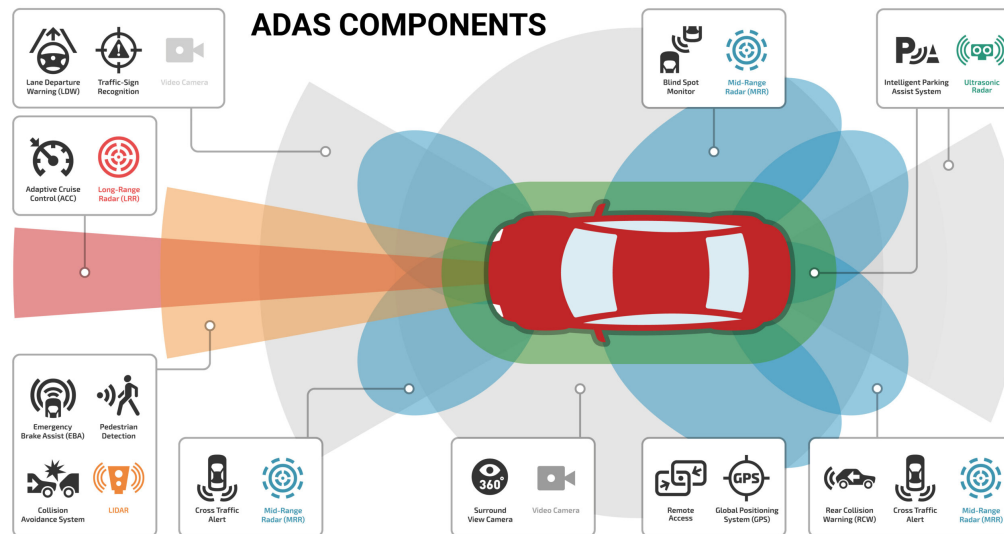 ADAS COMPONENTS
Lane Departure
Warning (LDW)
Traffic-Sign
Recognition
Video Camera
Blind Spot
Monitor
Mid-Range
Radar (MRR)
P
Intelligent Parking
Assist System
Ultrasonic
Radar
Adaptive Cruise
Control (ACC)
Long-Range
Radar (LRR)
Emergency
Brake Assist (EBA)
Pedestrian
Detection
Collision
Avoidance System
LIDAR
Cross Traffic
Alert
Mid-Range
Radar (MRR)
360°
Surround
View Camera
Video Camera
Remote
Access
GPS
Global Positioning
System (GPS)
Rear Collision
Warning (RCW)
Cross Traffic
Alert
Mid-Range
Radar (MRR)